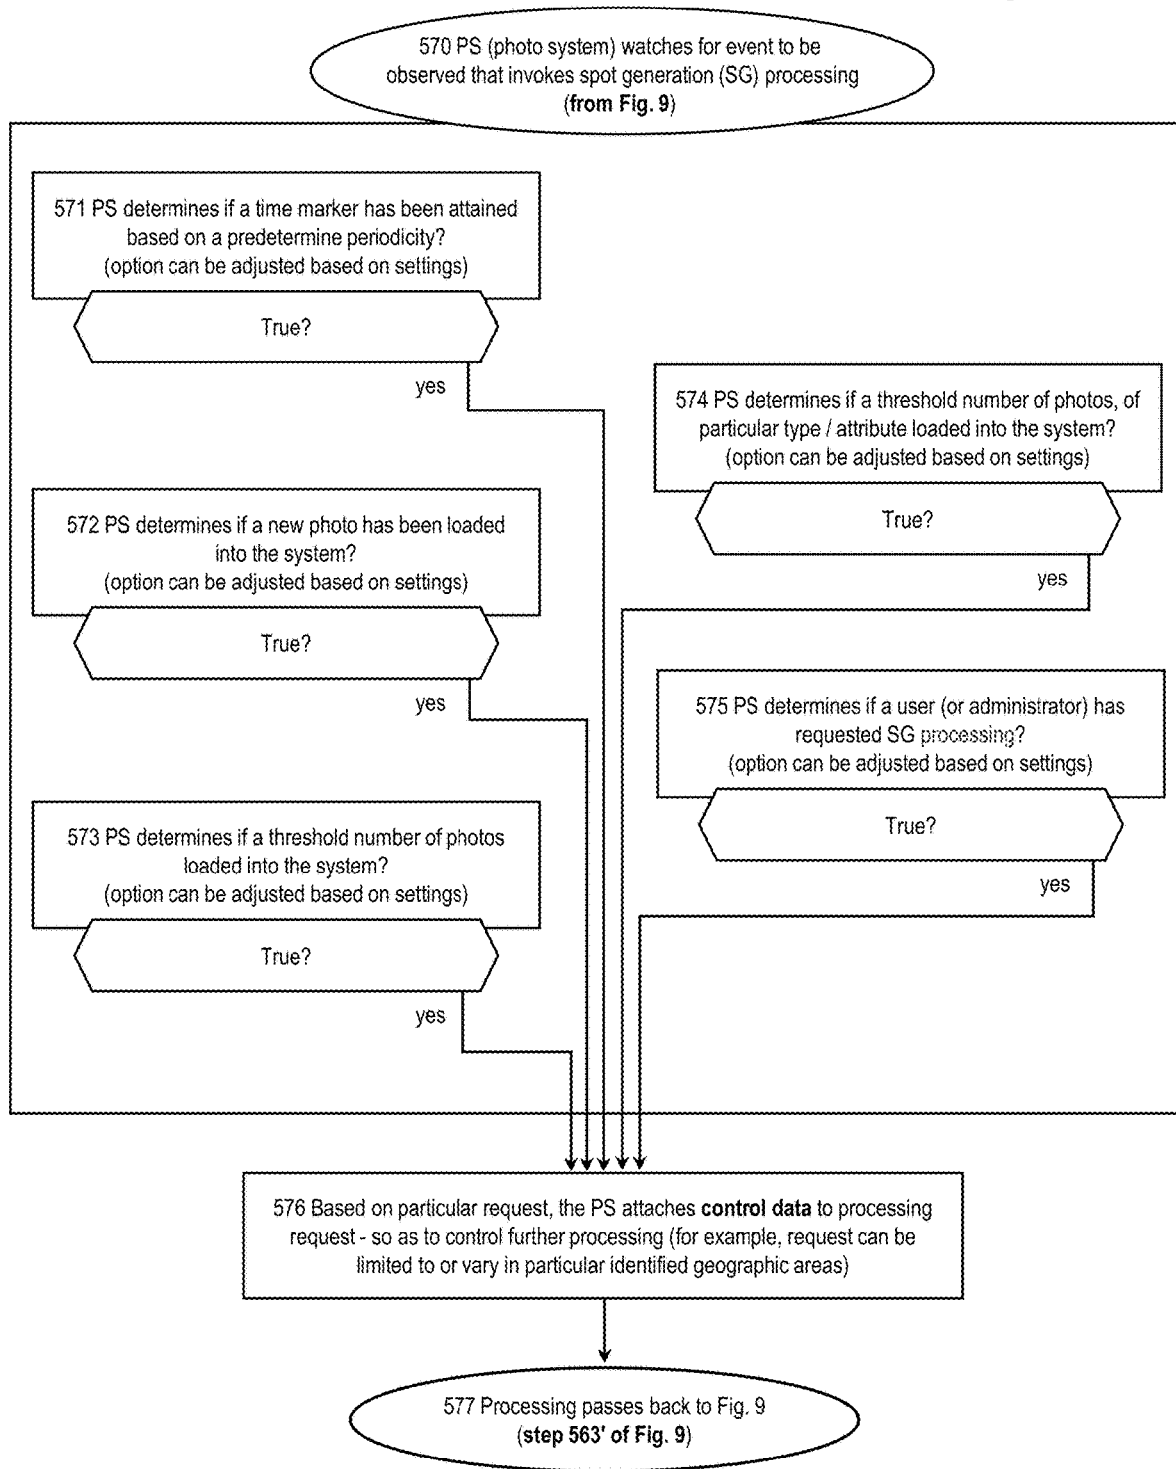 570 PS (photo system) watches for event to be
observed that invokes spot generation (SG) processing
(from Fig. 9)
571 PS determines if a time marker has been attained
based on a predetermine periodicity?
(option can be adjusted based on settings)
True?
yes
572 PS determines if a new photo has been loaded
into the system?
(option can be adjusted based on settings)
True?
yes
573 PS determines if a threshold number of photos
loaded into the system?
(option can be adjusted based on settings)
True?
yes
574 PS determines if a threshold number of photos, of
particular type / attribute loaded into the system?
(option can be adjusted based on settings)
True?
yes
575 PS determines if a user (or administrator) has
requested SG processing?
(option can be adjusted based on settings)
True?
yes
576 Based on particular request, the PS attaches control data to processing
request - so as to control further processing (for example, request can be
limited to or vary in particular identified geographic areas)
577 Processing passes back to Fig. 9
(step 563' of Fig. 9)